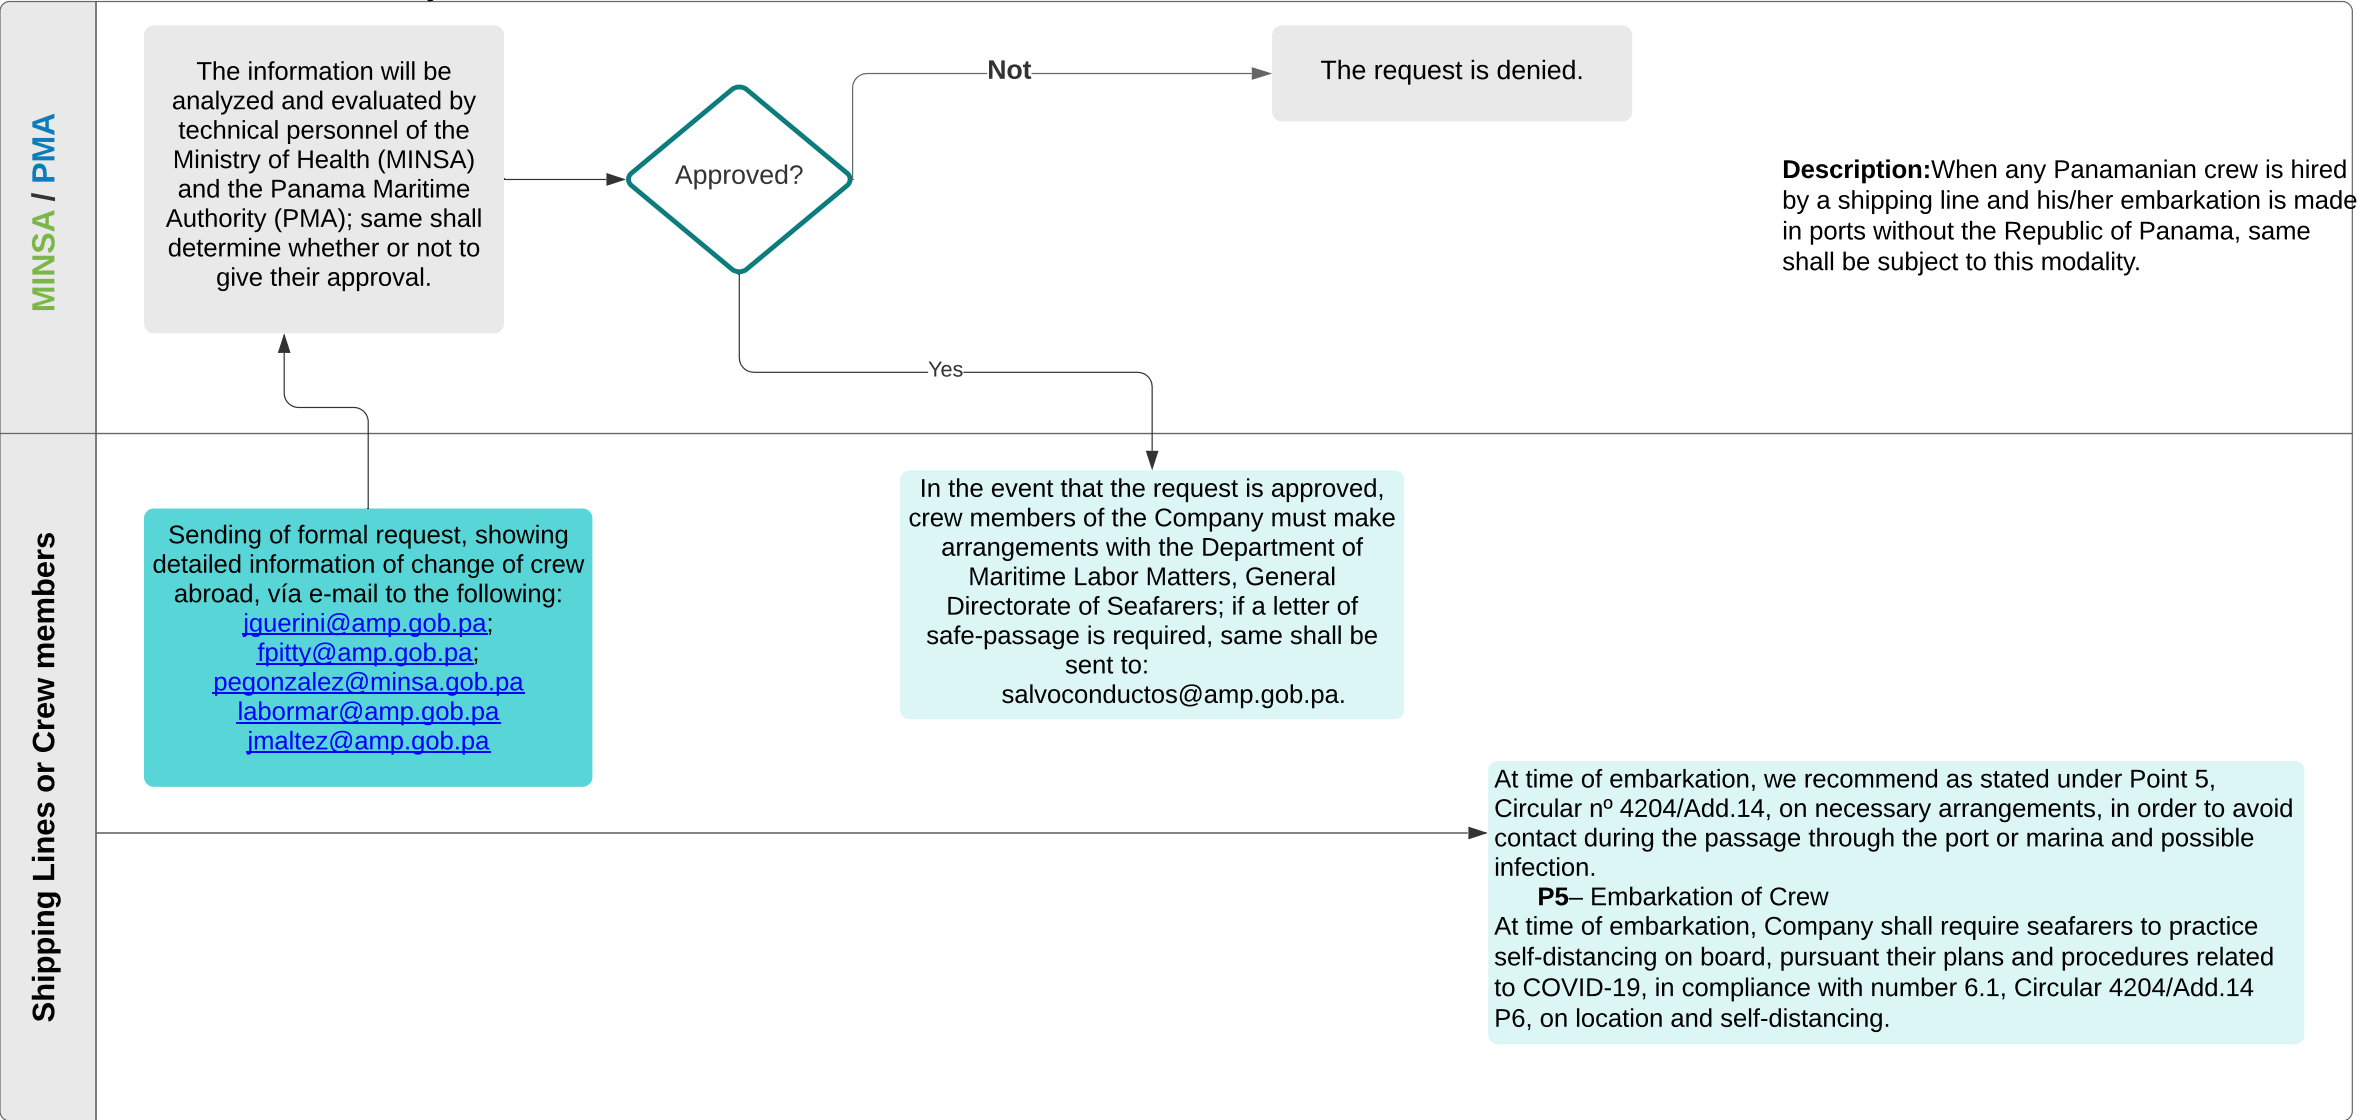 MINSA / PMA
The information will be
analyzed and evaluated by
technical personnel of the
Ministry of Health (MINSA)
and the Panama Maritime
Authority (PMA); same shall
determine whether or not to
give their approval.
Approved?
Not
The request is denied.
Description:When any Panamanian crew is hired
by a shipping line and his/her embarkation is made
in ports without the Republic of Panama, same
shall be subject to this modality.
Yes
Shipping Lines or Crew members
Sending of formal request, showing
detailed information of change of crew
abroad, vía e-mail to the following:
jguerini@amp.gob.pa;
fpitty@amp.gob.pa;
pegonzalez@minsa.gob.pa
labormar@amp.gob.pa
jmaltez@amp.gob.pa
In the event that the request is approved,
crew members of the Company must make
arrangements with the Department of
Maritime Labor Matters, General
Directorate of Seafarers; if a letter of
safe-passage is required, same shall be
sent to:
salvoconductos@amp.gob.pa.
At time of embarkation, we recommend as stated under Point 5,
Circular nº 4204/Add.14, on necessary arrangements, in order to avoid
contact during the passage through the port or marina and possible
infection.
P5– Embarkation of Crew
At time of embarkation, Company shall require seafarers to practice
self-distancing on board, pursuant their plans and procedures related
to COVID-19, in compliance with number 6.1, Circular 4204/Add.14
P6, on location and self-distancing.